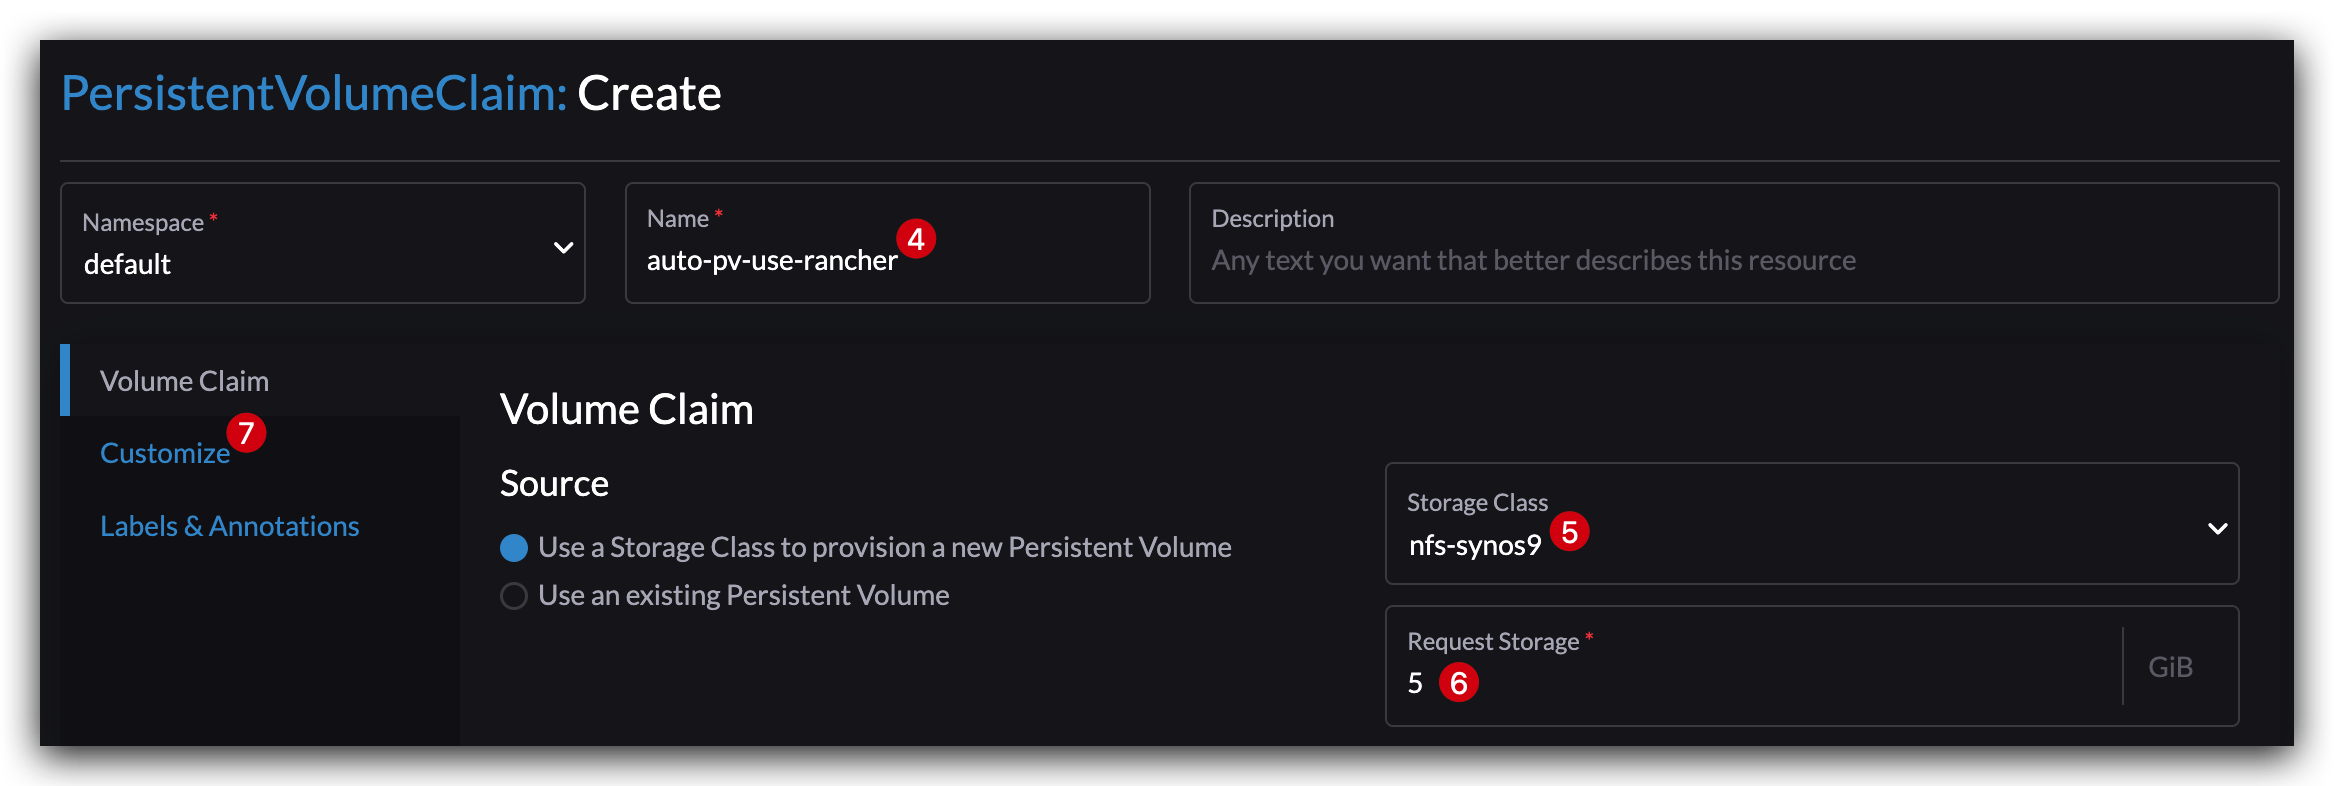 PersistentVolumeClaim: Create
Namespace *
default
Name *
auto-pv-use-rancher
4
Description
Any text you want that better describes this resource
Volume Claim
Customize
7
Labels & Annotations
Volume Claim
Source
Use a Storage Class to provision a new Persistent Volume
Use an existing Persistent Volume
Storage Class
nfs-synos9
5
Request Storage *
5
6
GiB